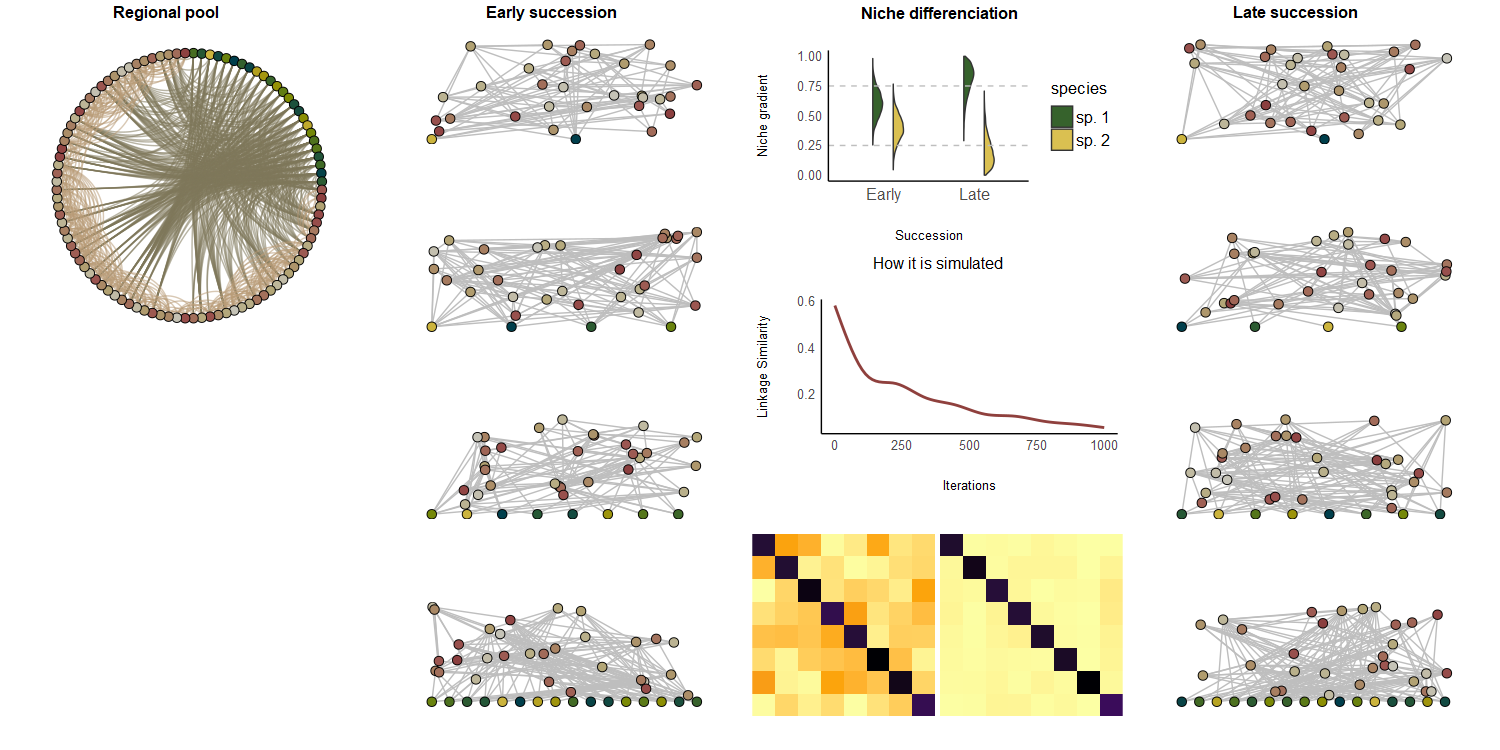 Regional pool
Early succession
Niche differenciation
Late succession
Niche gradient
1.00
0.75
0.50
0.25
0.00
Early
Late
species
sp. 1
sp. 2
Succession
How it is simulated
Linkage Similarity
0.6
0.4
0.2
0
250
500
750
1000
Iterations